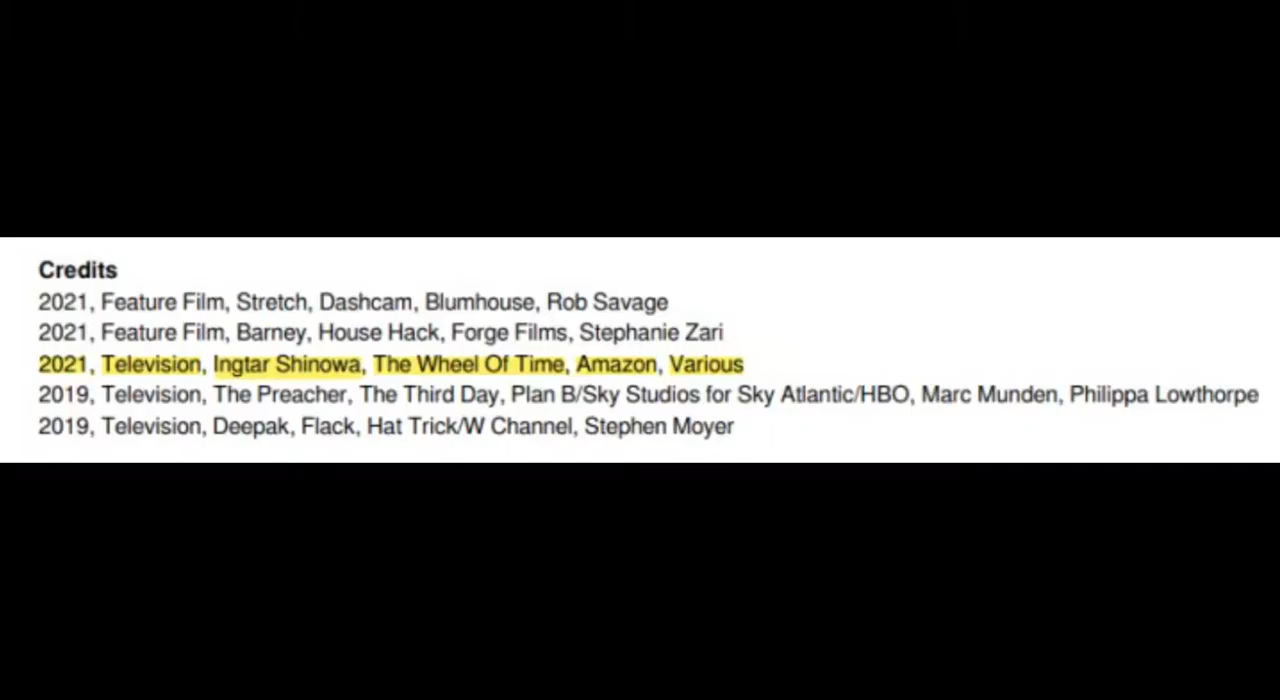 Credits
2021, Feature Film, Stretch, Dashcam, Blumhouse, Rob Savage
2021, Feature Film, Barney, House Hack, Forge Films, Stephanie Zari
2021, Television, Ingtar Shinowa, The Wheel Of Time, Amazon, Various
2019, Television, The Preacher, The Third Day, Plan B/Sky Studios for Sky Atlantic/HBO, Marc Munden, Philippa Lowthorpe
2019, Television, Deepak, Flack, Hat Trick/W Channel, Stephen Moyer